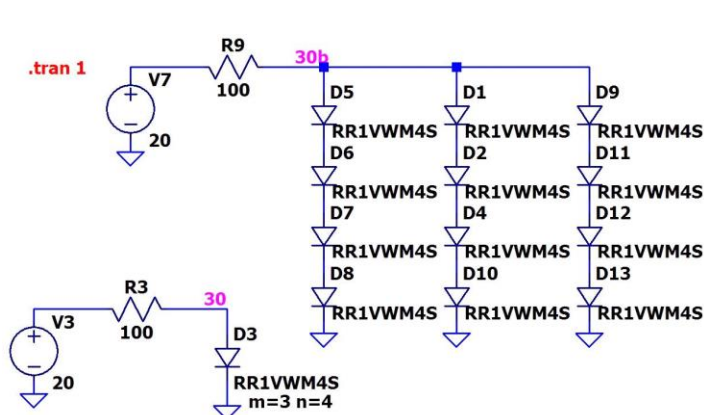 .tran 1
V7
20
R9
100
30b
D5
RR1VWM4S
D6
RR1VWM4S
D7
RR1VWM4S
D8
RR1VWM4S
D1
RR1VWM4S
D2
RR1VWM4S
D4
RR1VWM4S
D10
RR1VWM4S
D9
RR1VWM4S
D11
RR1VWM4S
D12
RR1VWM4S
D13
RR1VWM4S
V3
20
R3
100
30
D3
RR1VWM4S
m=3 n=4